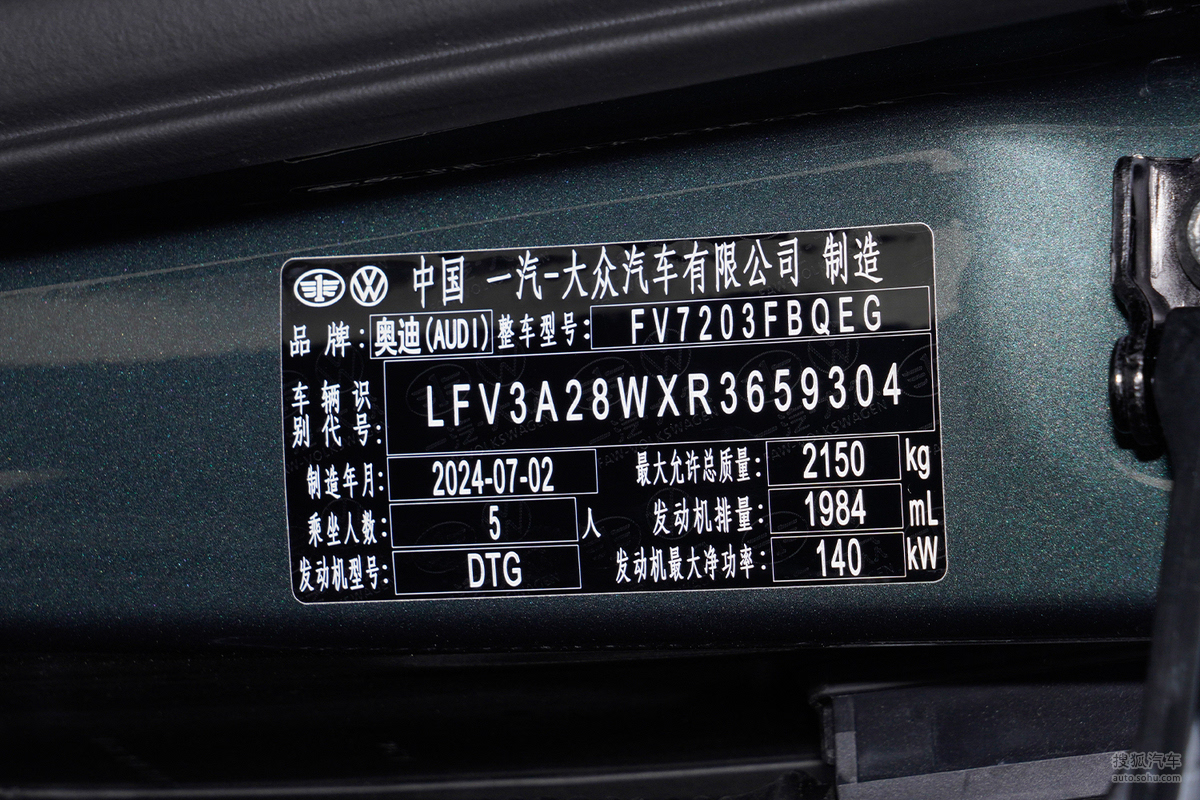 中国 一汽-大众汽车有限公司 制造
品牌: 奥迪(AUDI) 整车型号: FV7203FBQEG
车辆识别代号: LFV3A28WXR3659304
制造年月: 2024-07-02 最大允许总质量: 2150 kg
乘坐人数: 5 人 发动机排量: 1984 mL
发动机型号: DTG 发动机最大净功率: 140 kW
搜狐汽车
auto.sohu.com